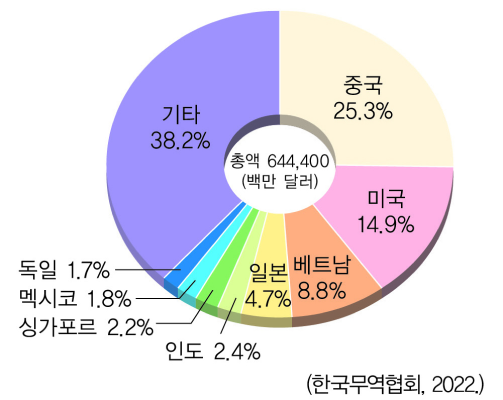 중국
25.3%
기타
38.2%
총액 644,400
(백만 달러)
미국
14.9%
베트남
8.8%
일본
4.7%
독일 1.7%
멕시코 1.8%
싱가포르 2.2%
인도 2.4%
(한국무역협회, 2022.)